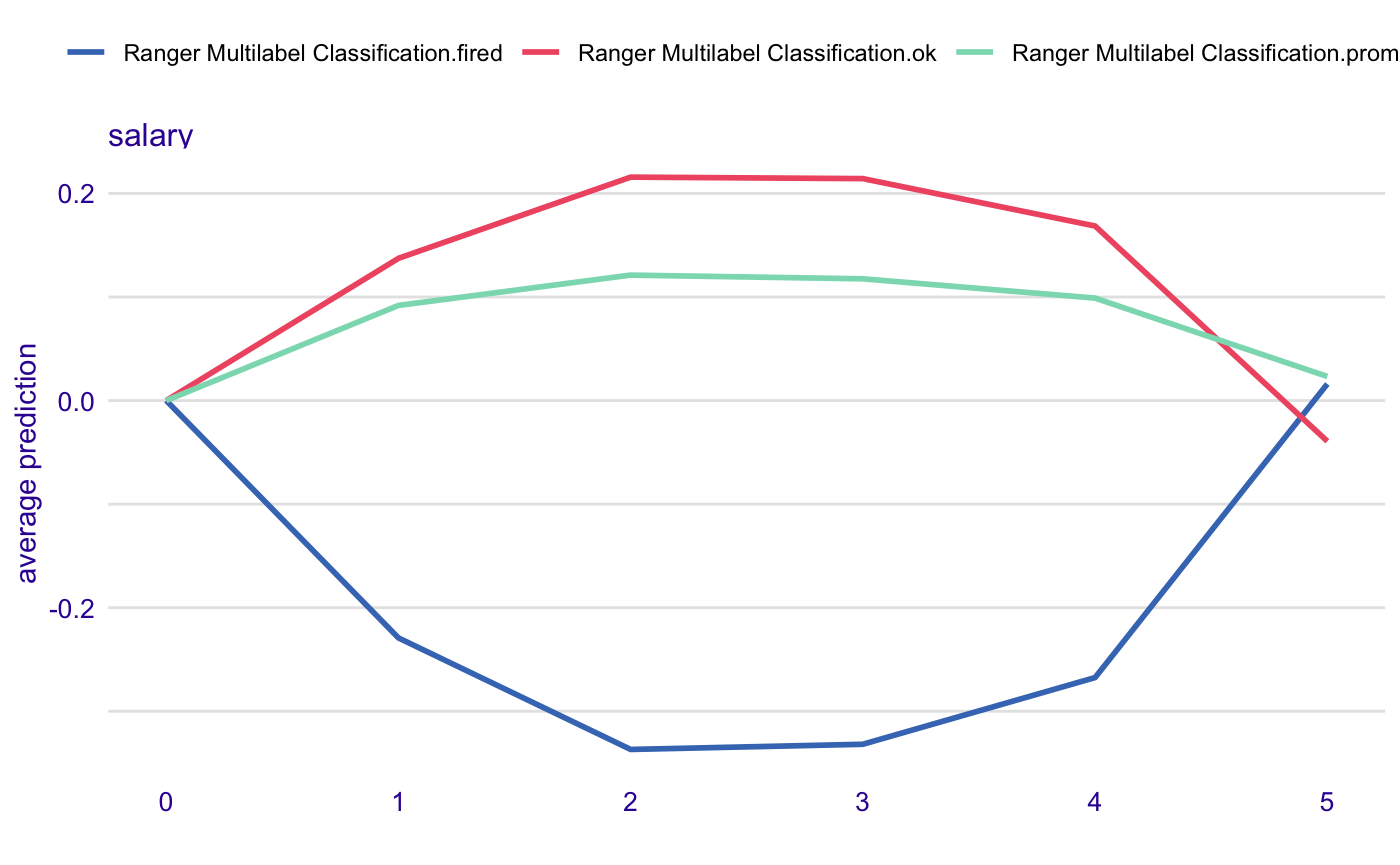 Ranger Multilabel Classification.fired Ranger Multilabel Classification.ok Ranger Multilabel Classification.prom
salary
0.2
0.0
-0.2
average prediction
0 1 2 3 4 5